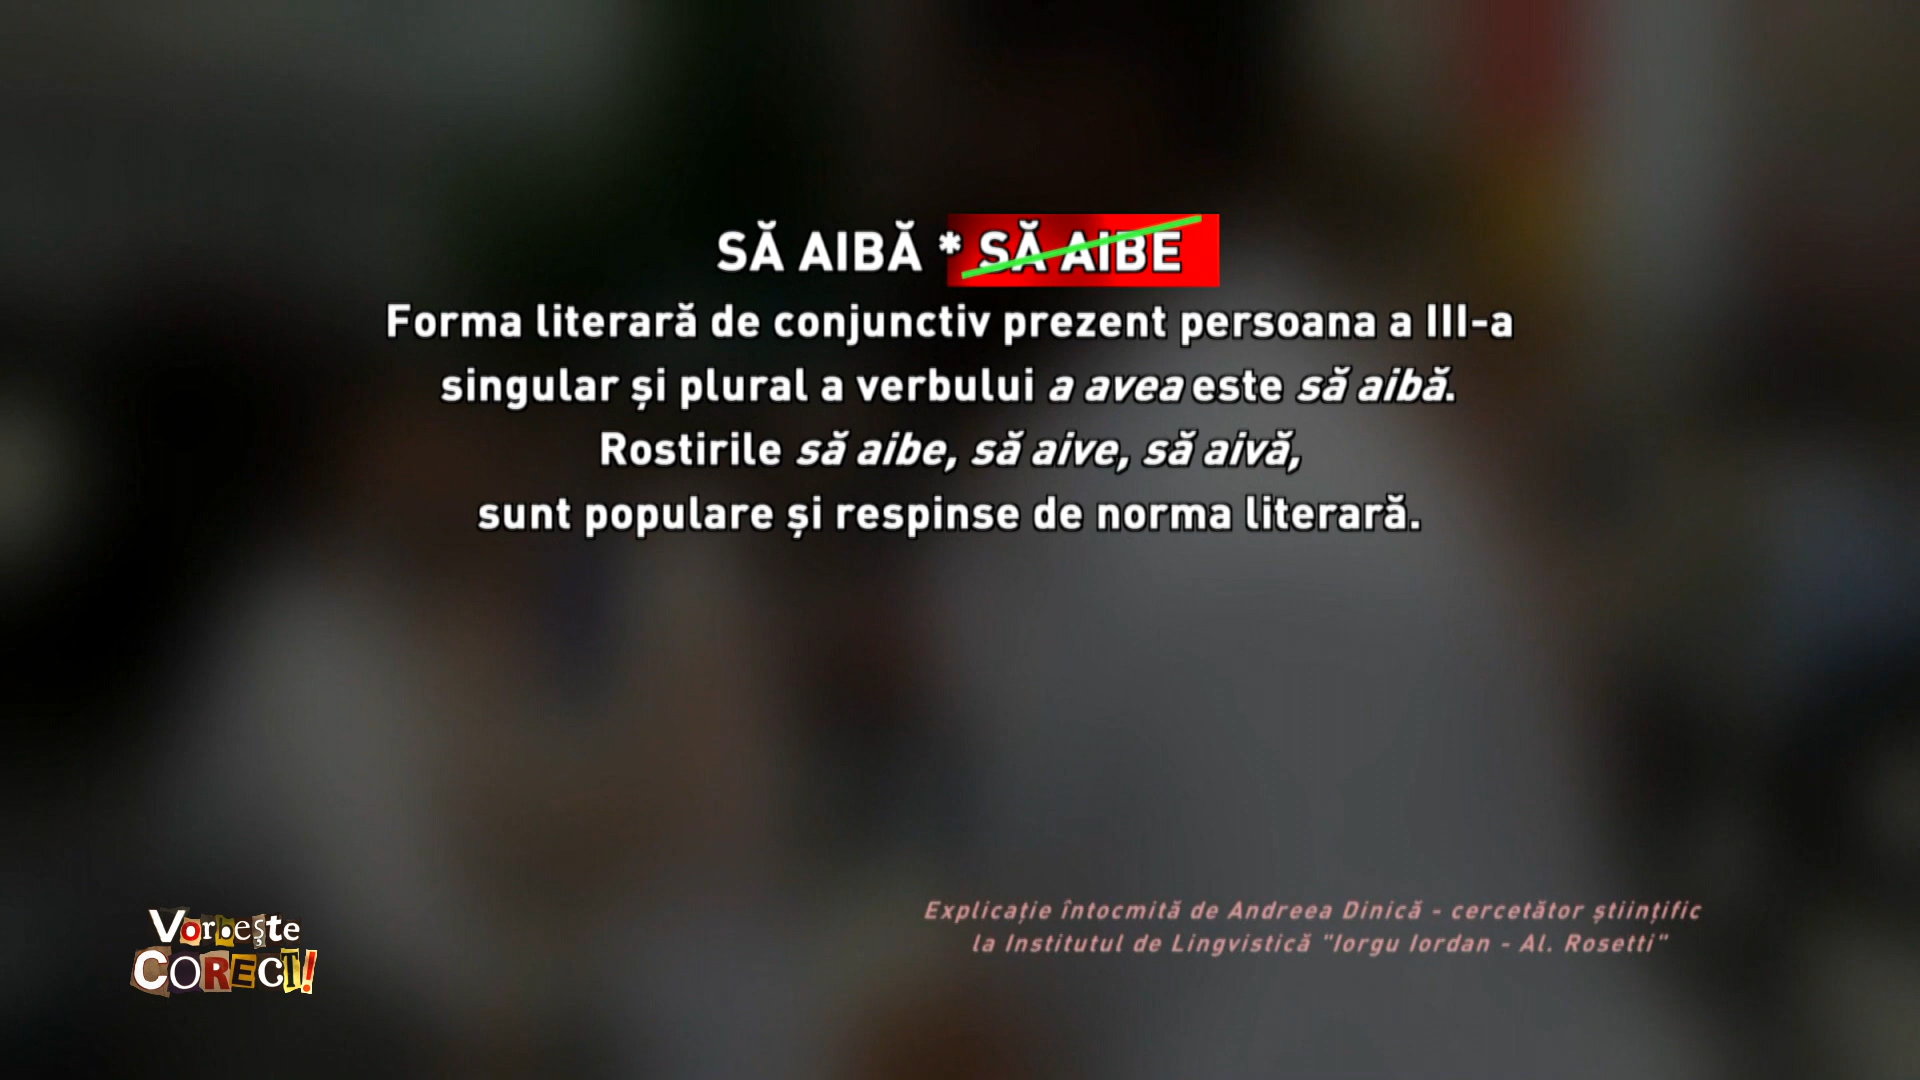 SĂ AIBĂ * SĂ AIBE
Forma literară de conjunctiv prezent persoana a III-a
singular și plural a verbului a avea este să aibă.
Rostirile să aibe, să aive, să aivă,
sunt populare și respinse de norma literară.
Explicație întocmită de Andreea Dinică - cercetător științific
la Institutul de Lingvistică "Iorgu Iordan - Al. Rosetti"
Vorbește
CORECT!